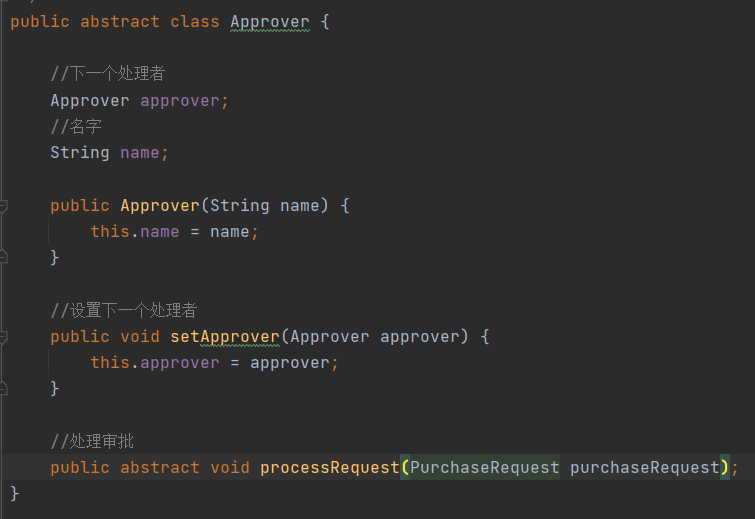 public abstract class Approver {
//下一个处理者
Approver approver;
//名字
String name;
public Approver(String name) {
this.name = name;
}
//设置下一个处理者
public void setApprover(Approver approver) {
this.approver = approver;
}
//处理审批
public abstract void processRequest(PurchaseRequest purchaseRequest);
}